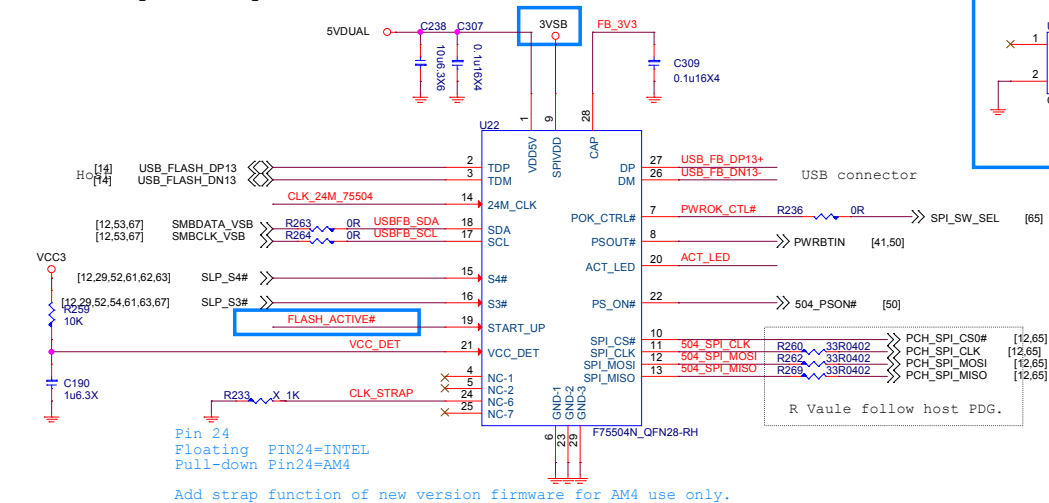 5VDUAL
C238
C307
10u6.3X6
0.1u16X4
3VSB
FB_3V3
C309
0.1u16X4
1
2
U22
1
9
28
VDD5V
SPIVDD
CAP
Host
[14] USB_FLASH_DP13 2 TDP
[14] USB_FLASH_DN13 3 TDM
CLK_24M_75504 14 24M_CLK
[12,53,67] SMBDATA_VSB R263 0R USBFB_SDA 18 SDA
[12,53,67] SMBCLK_VSB R264 0R USBFB_SCL 17 SCL
VCC3
[12,29,52,61,62,63] SLP_S4# 15 S4#
[12,29,52,54,61,63,67] SLP_S3# 16 S3#
R259
10K
FLASH_ACTIVE# 19 START_UP
VCC_DET 21 VCC_DET
C190
1u6.3X
4 NC-1
5 NC-2
R233 X_1K CLK_STRAP 24 NC-6
25 NC-7
DP 27 USB_FB_DP13+
DM 26 USB_FB_DN13-
USB connector
POK_CTRL# 7 PWROK_CTL# R236 0R SPI_SW_SEL [65]
PSOUT# 8 PWRBTIN [41,50]
ACT_LED 20 ACT_LED
PS_ON# 22 504_PSON# [50]
SPI_CS# 10 PCH_SPI_CS0# [12,65]
SPI_CLK 11 504_SPI_CLK R260 33R0402 PCH_SPI_CLK [12,65]
SPI_MOSI 12 504_SPI_MOSI R262 33R0402 PCH_SPI_MOSI [12,65]
SPI_MISO 13 504_SPI_MISO R269 33R0402 PCH_SPI_MISO [12,65]
R Vaule follow host PDG.
GND-1
GND-2
GND-3
6
23
29
F75504N_QFN28-RH
Pin 24
Floating PIN24=INTEL
Pull-down Pin24=AM4
Add strap function of new version firmware for AM4 use only.